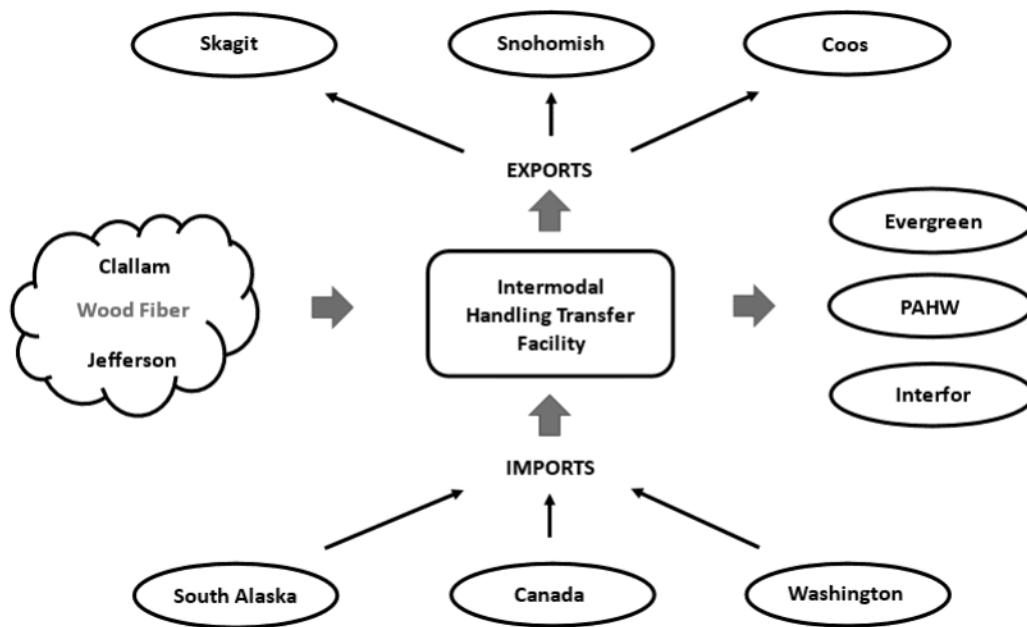 Skagit
Snohomish
Coos
EXPORTS
Clallam
Wood Fiber
Jefferson
Intermodal
Handling Transfer
Facility
Evergreen
PAHW
Interfor
IMPORTS
South Alaska
Canada
Washington